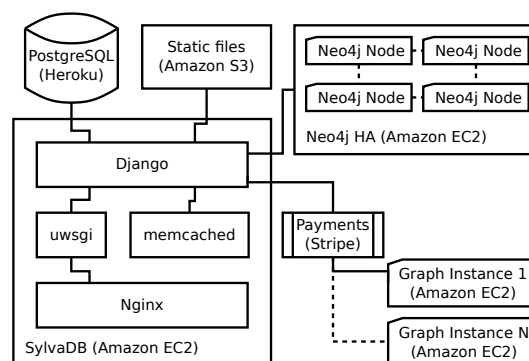 PostgreSQL
(Heroku)
Static files
(Amazon S3)
Neo4j Node
Neo4j Node
Neo4j Node
Neo4j Node
Neo4j HA (Amazon EC2)
Django
uwsgi
memcached
Payments
(Stripe)
Nginx
Graph Instance 1
(Amazon EC2)
SylvaDB (Amazon EC2)
Graph Instance N
(Amazon EC2)